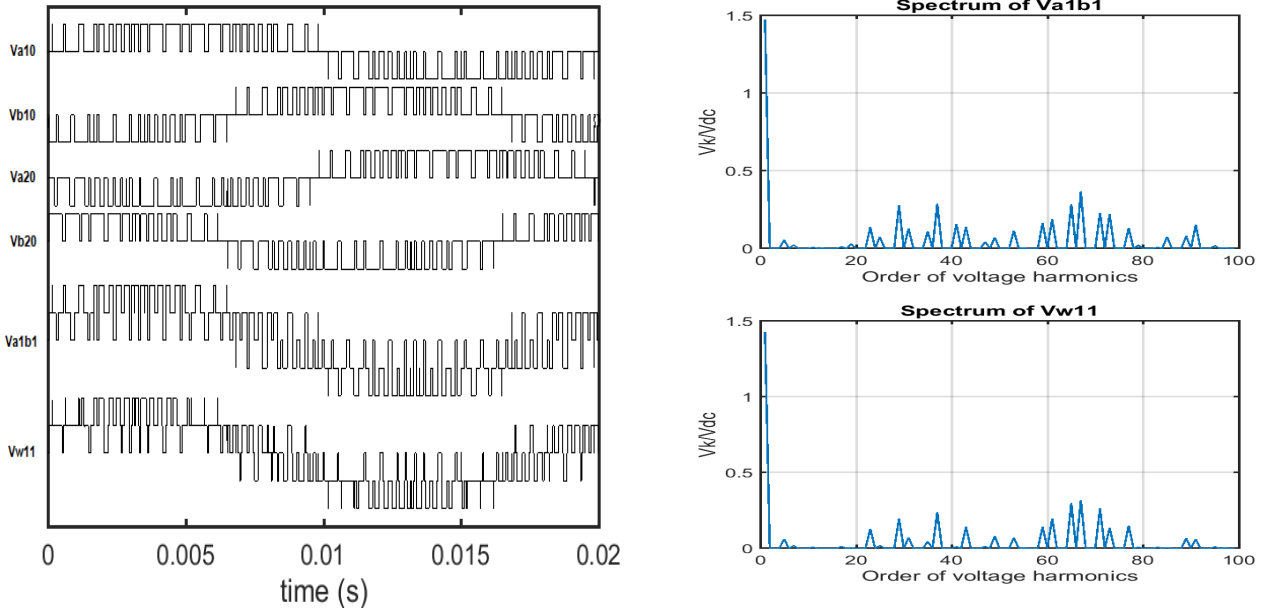 Va10
Vb10
Va20
Vb20
Va1b1
Vw11
0
0.005
0.01
0.015
0.02
time (s)
Spectrum of Va1b1
1.5
1
0.5
0
Vk/Vdc
0
20
40
60
80
100
Order of voltage harmonics
Spectrum of Vw11
1.5
1
0.5
0
Vk/Vdc
0
20
40
60
80
100
Order of voltage harmonics